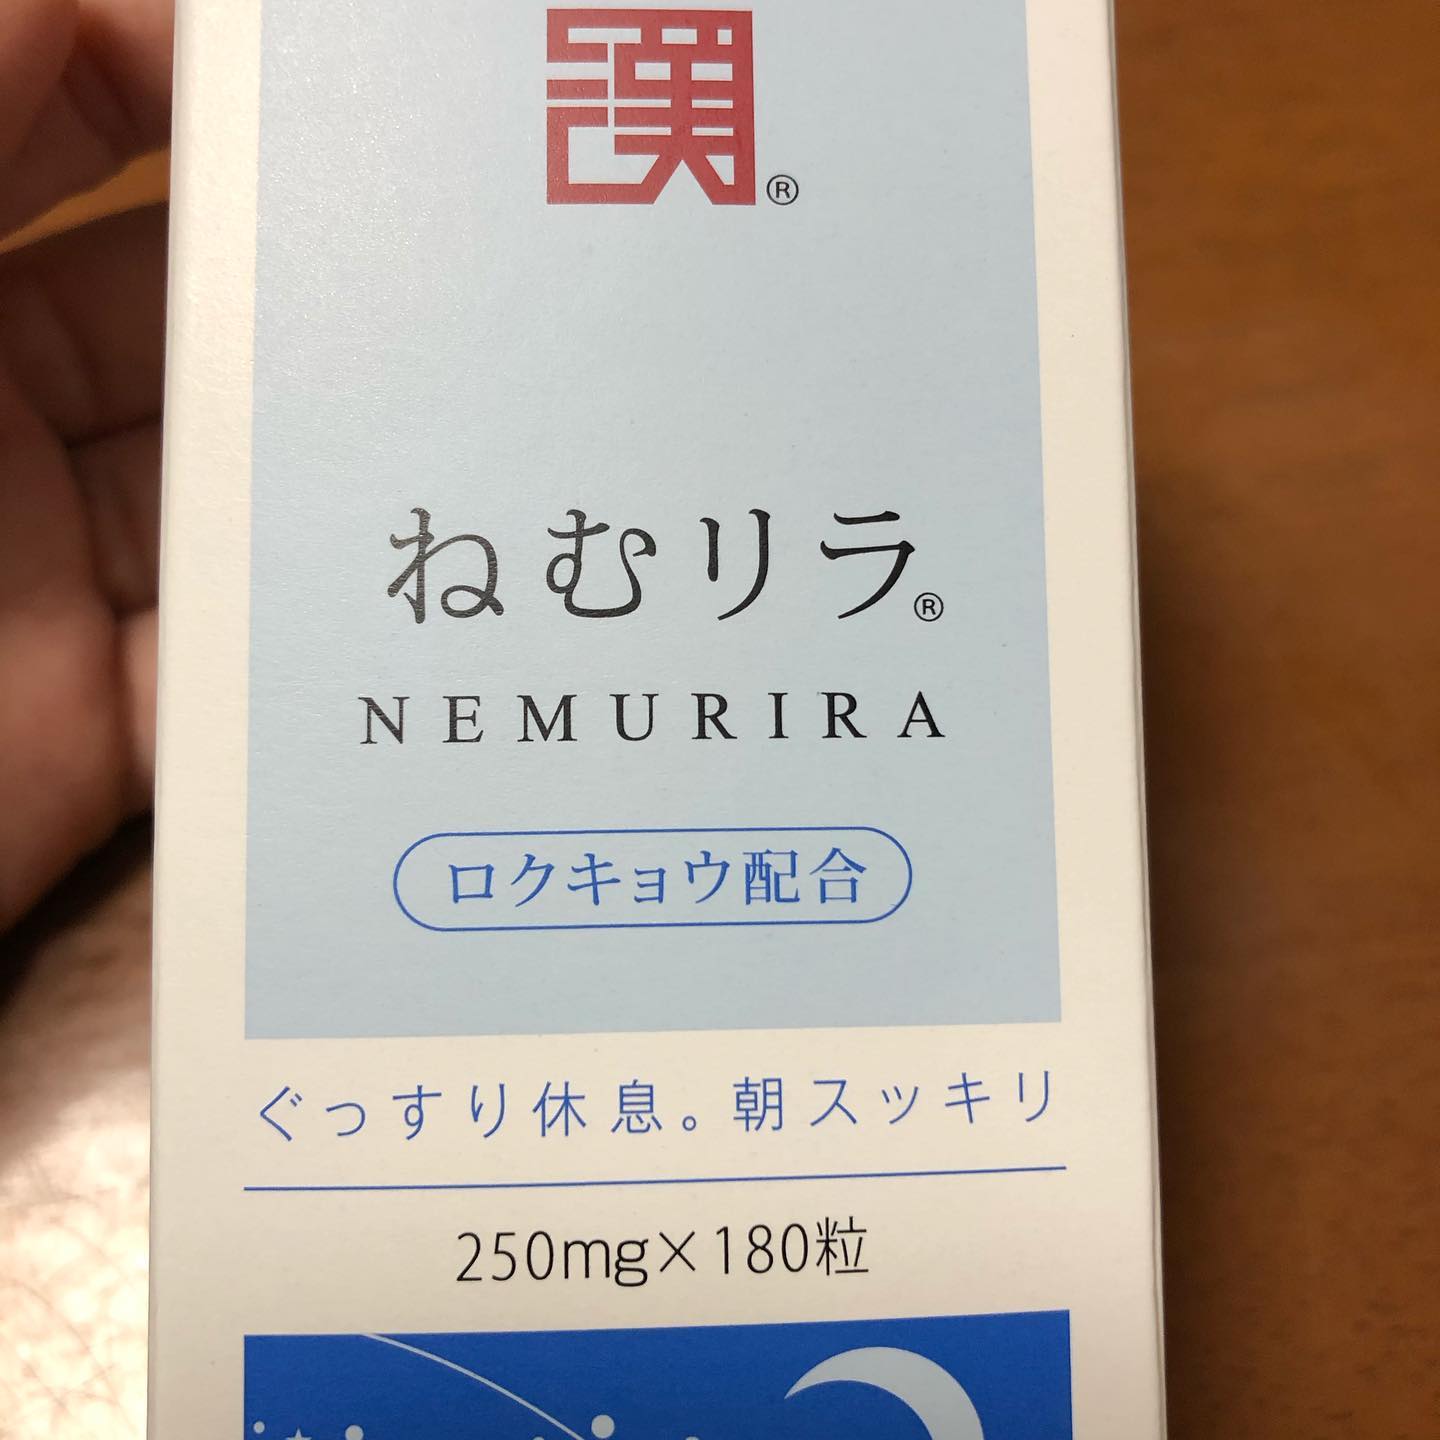 漢®
ねむリラ®
NEMURIRA
ロクキョウ配合
ぐっすり休息。朝スッキリ
250mg×180粒